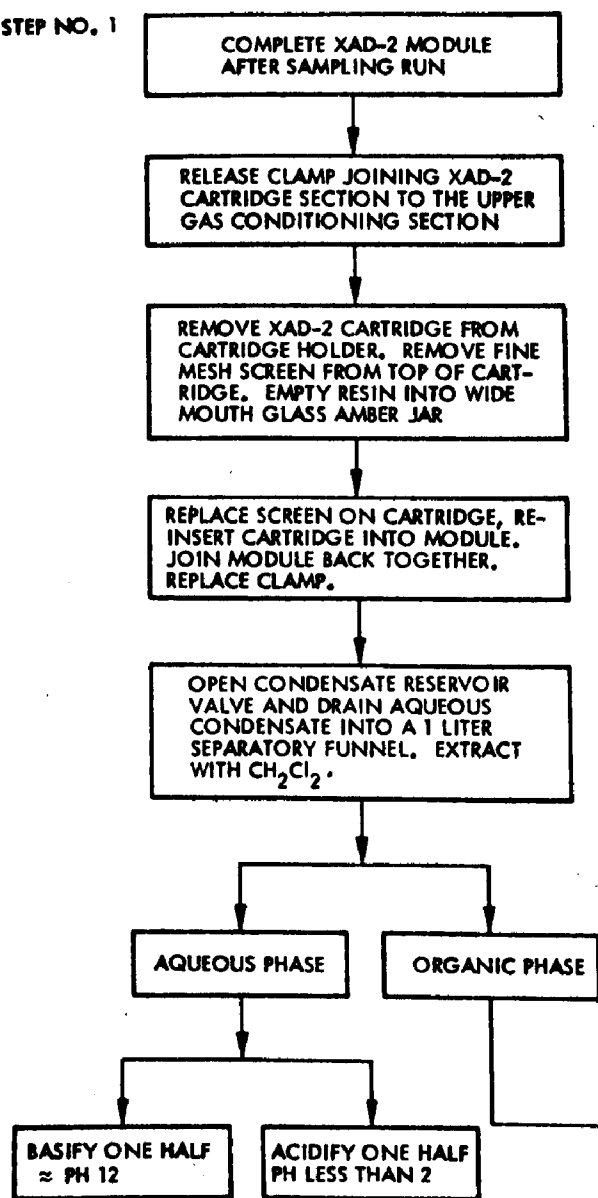 STEP NO. 1
COMPLETE XAD-2 MODULE
AFTER SAMPLING RUN
RELEASE CLAMP JOINING XAD-2
CARTRIDGE SECTION TO THE UPPER
GAS CONDITIONING SECTION
REMOVE XAD-2 CARTRIDGE FROM
CARTRIDGE HOLDER. REMOVE FINE
MESH SCREEN FROM TOP OF CART-
RIDGE. EMPTY RESIN INTO WIDE
MOUTH GLASS AMBER JAR
REPLACE SCREEN ON CARTRIDGE, RE-
INSERT CARTRIDGE INTO MODULE.
JOIN MODULE BACK TOGETHER.
REPLACE CLAMP.
OPEN CONDENSATE RESERVOIR
VALVE AND DRAIN AQUEOUS
CONDENSATE INTO A 1 LITER
SEPARATORY FUNNEL. EXTRACT
WITH CH₂Cl₂.
AQUEOUS PHASE
ORGANIC PHASE
BASIFY ONE HALF
≈ PH 12
ACIDIFY ONE HALF
PH LESS THAN 2